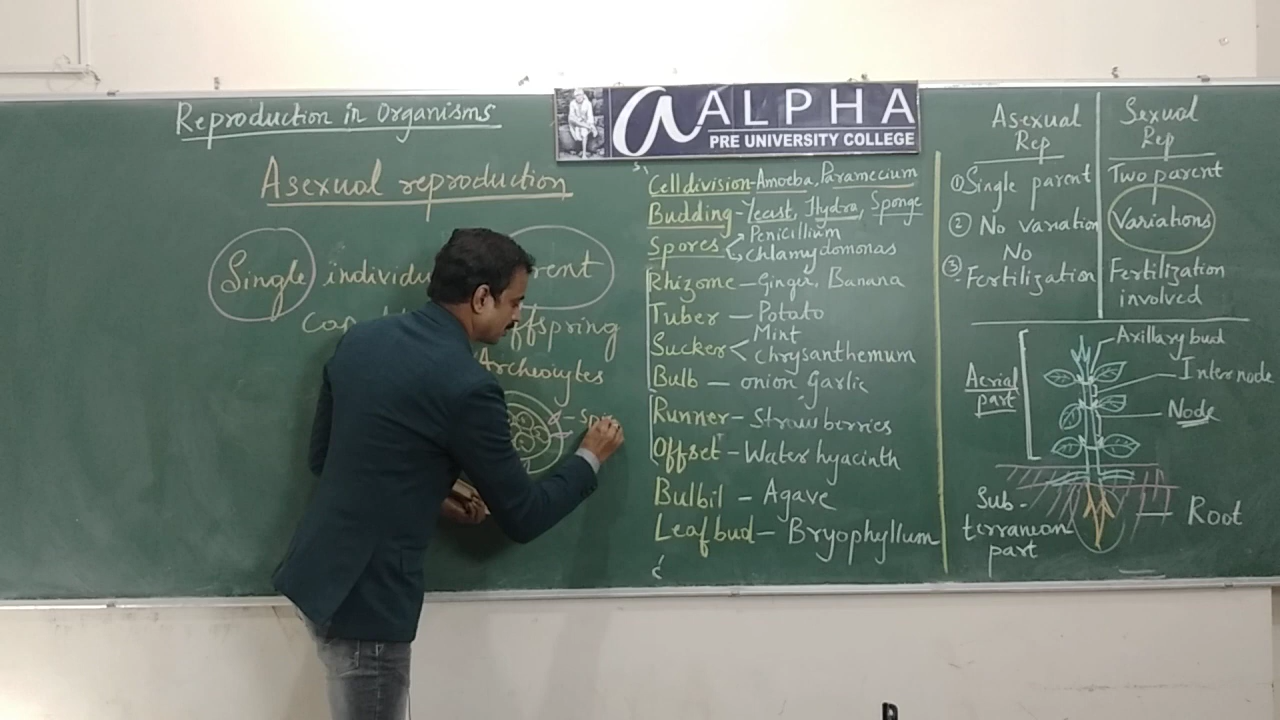 Reproduction in Organisms
Asexual reproduction
Single individu
rent
offspring
Archeocytes
a ALPHA
PRE UNIVERSITY COLLEGE
Cell division - Amoeba, Paramecium
Budding - Yeast, Hydra, Sponge
Spores Penicillium
Chlamydomonas
Rhizome - Ginger, Banana
Tuber - Potato
Sucker < Mint
Chrysanthemum
Bulb - onion, Garlic
Runner - Strawberries
Offset - Water hyacinth
Bulbil - Agave
Leaf bud - Bryophyllum
Asexual Rep
Sexual Rep
① Single parent
Two parent
② No variation
Variations
③ No Fertilization
Fertilization involved
Aerial part
Axillary bud
Internode
Node
Sub-
terranean
part
Root